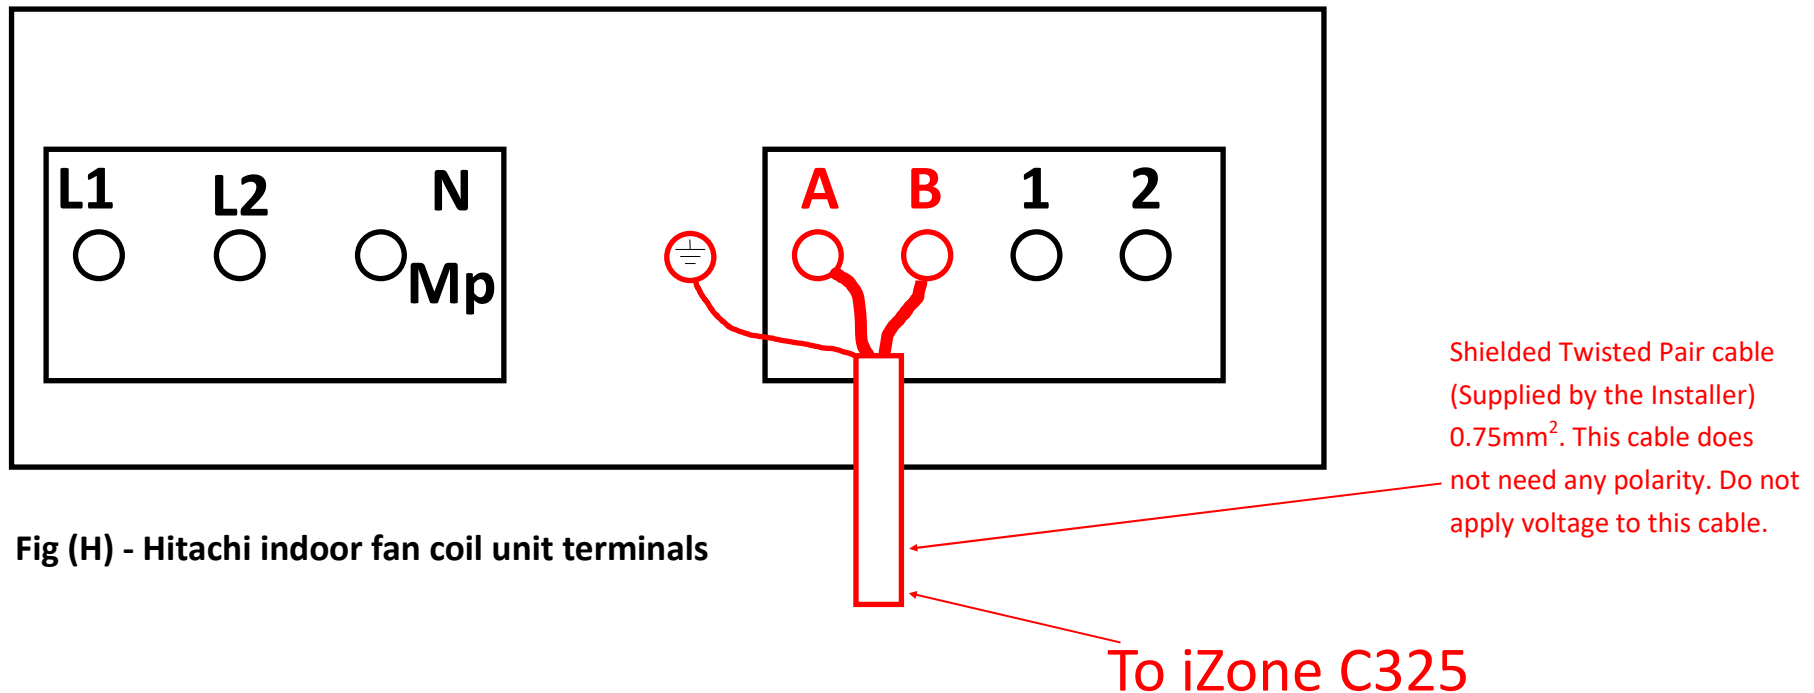 L1 L2 N
Mp
A B 1 2
Shielded Twisted Pair cable
(Supplied by the Installer)
0.75mm². This cable does
not need any polarity. Do not
apply voltage to this cable.
Fig (H) - Hitachi indoor fan coil unit terminals
To iZone C325